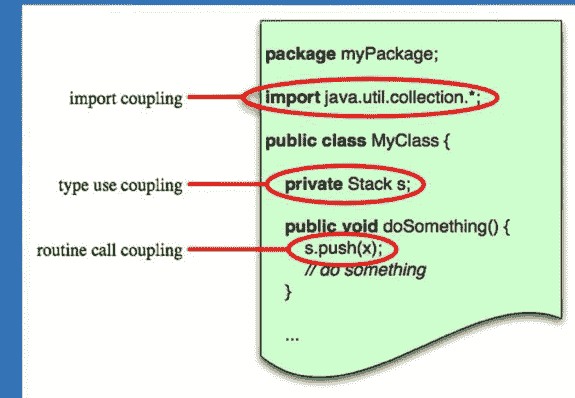 package myPackage;
import coupling
import java.util.collection.*;
public class MyClass {
type use coupling
private Stack s;
public void doSomething() {
routine call coupling
s.push(x);
// do something
}
...